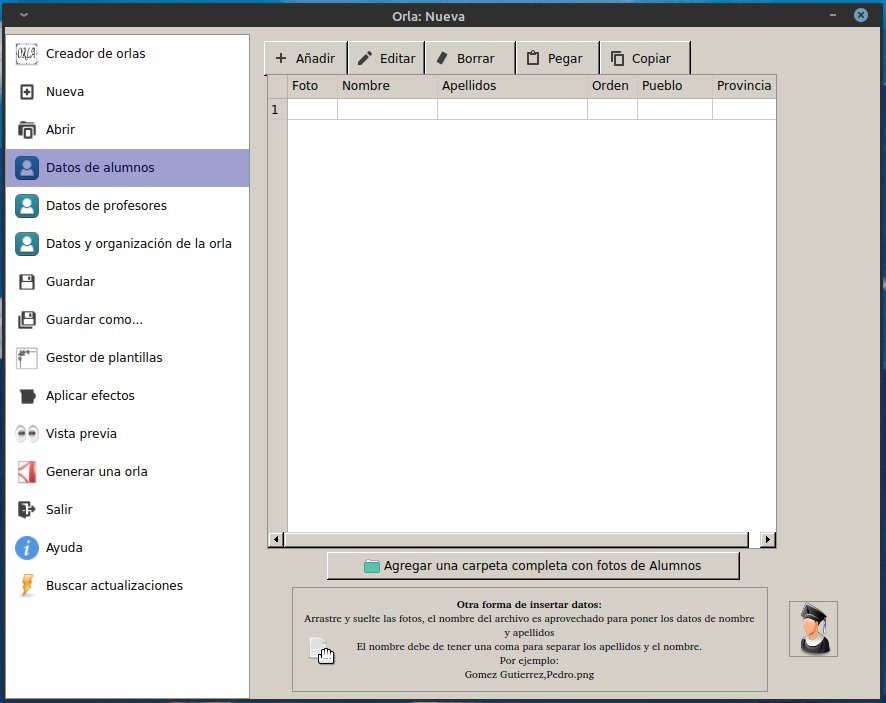 Orla: Nueva
ORLA
Creador de orlas
Nueva
Abrir
Datos de alumnos
Datos de profesores
Datos y organización de la orla
Guardar
Guardar como...
Gestor de plantillas
Aplicar efectos
Vista previa
Generar una orla
Salir
Ayuda
Buscar actualizaciones
Añadir Editar Borrar Pegar Copiar
Foto Nombre Apellidos Orden Pueblo Provincia
1
Agregar una carpeta completa con fotos de Alumnos
Otra forma de insertar datos:
Arrastre y suelte las fotos, el nombre del archivo es aprovechado para poner los datos de nombre
y apellidos
El nombre debe de tener una coma para separar los apellidos y el nombre.
Por ejemplo:
Gomez Gutierrez,Pedro.png